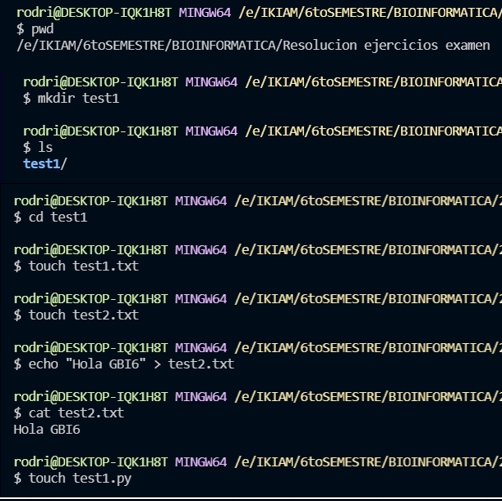 rodri@DESKTOP-IQK1H8T MINGW64 /e/IKIAM/6toSEMESTRE/BIOINFORMATICA/
$ pwd
/e/IKIAM/6toSEMESTRE/BIOINFORMATICA/Resolucion ejercicios examen
rodri@DESKTOP-IQK1H8T MINGW64 /e/IKIAM/6toSEMESTRE/BIOINFORMATICA
$ mkdir test1
rodri@DESKTOP-IQK1H8T MINGW64 /e/IKIAM/6toSEMESTRE/BIOINFORMATICA
$ ls
test1/
rodri@DESKTOP-IQK1H8T MINGW64 /e/IKIAM/6toSEMESTRE/BIOINFORMATICA/
$ cd test1
rodri@DESKTOP-IQK1H8T MINGW64 /e/IKIAM/6toSEMESTRE/BIOINFORMATICA/
$ touch test1.txt
rodri@DESKTOP-IQK1H8T MINGW64 /e/IKIAM/6toSEMESTRE/BIOINFORMATICA/
$ touch test2.txt
rodri@DESKTOP-IQK1H8T MINGW64 /e/IKIAM/6toSEMESTRE/BIOINFORMATICA/
$ echo "Hola GBI6" > test2.txt
rodri@DESKTOP-IQK1H8T MINGW64 /e/IKIAM/6toSEMESTRE/BIOINFORMATICA/
$ cat test2.txt
Hola GBI6
rodri@DESKTOP-IQK1H8T MINGW64 /e/IKIAM/6toSEMESTRE/BIOINFORMATICA/
$ touch test1.py